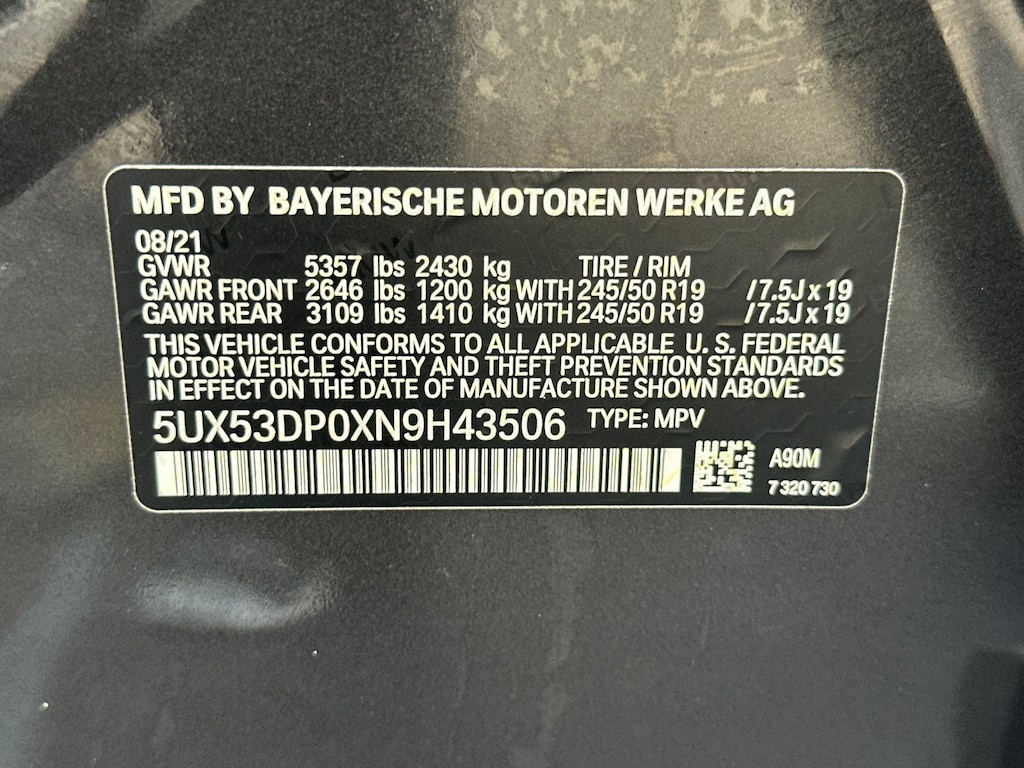 MFD BY BAYERISCHE MOTOREN WERKE AG
08/21
GVWR 5357 lbs 2430 kg TIRE / RIM
GAWR FRONT 2646 lbs 1200 kg WITH 245/50 R19 /7.5J x 19
GAWR REAR 3109 lbs 1410 kg WITH 245/50 R19 /7.5J x 19
THIS VEHICLE CONFORMS TO ALL APPLICABLE U. S. FEDERAL
MOTOR VEHICLE SAFETY AND THEFT PREVENTION STANDARDS
IN EFFECT ON THE DATE OF MANUFACTURE SHOWN ABOVE.
5UX53DP0XN9H43506 TYPE: MPV
A90M
7 320 730